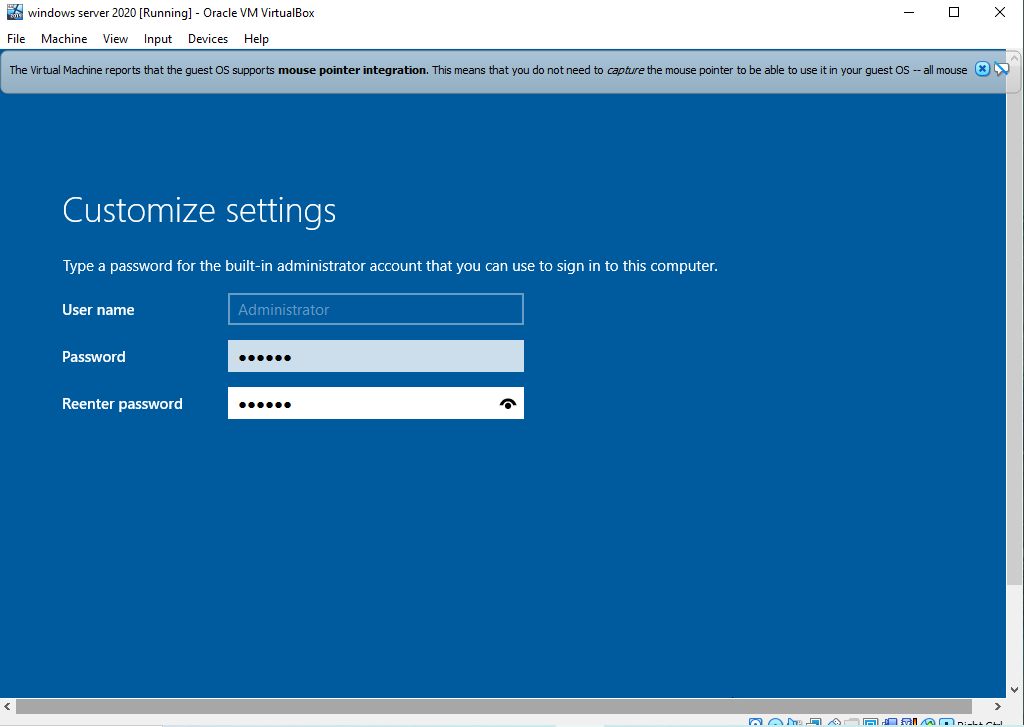 windows server 2020 [Running] - Oracle VM VirtualBox
File Machine View Input Devices Help
The Virtual Machine reports that the guest OS supports mouse pointer integration. This means that you do not need to capture the mouse pointer to be able to use it in your guest OS -- all mouse
Customize settings
Type a password for the built-in administrator account that you can use to sign in to this computer.
User name
Administrator
Password
●●●●●●
Reenter password
●●●●●●
Right Ctrl